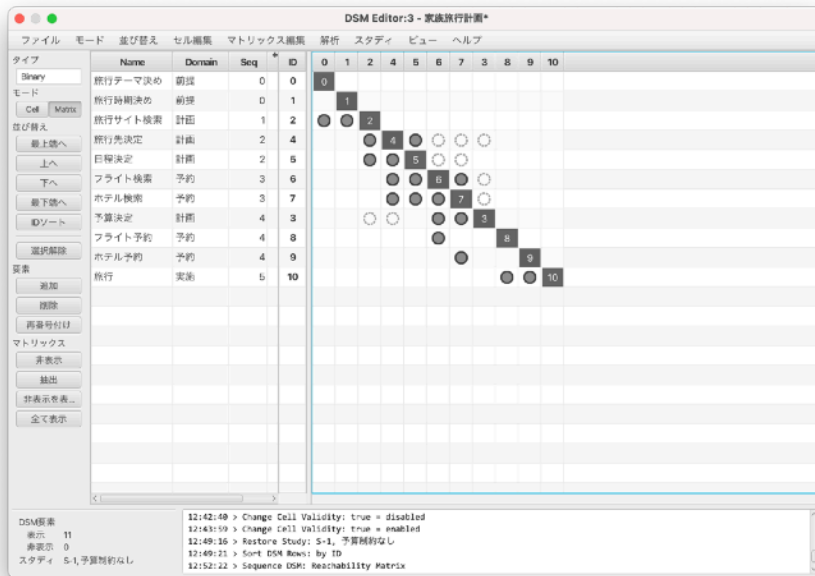 DSM Editor:3 - 家族旅行計画*
ファイル モード 並び替え セル編集 マトリックス編集 解析 スタディ ビュー ヘルプ
タイプ
Binary
モード
Cell Matrix
並び替え
最上端へ
上へ
下へ
最下端へ
IDソート
選択解除
要素
追加
削除
再番号付け
マトリックス
非表示
抽出
非表示を表...
全て表示
Name Domain Seq ID 0 1 2 4 5 6 7 3 8 9 10
旅行テーマ決め 前提 0 0 0
旅行時期決め 前提 0 1 1
旅行サイト検索 計画 1 2 2
旅行先決定 計画 2 4 4
日程決定 計画 2 5 5
フライト検索 予約 3 6 6
ホテル検索 予約 3 7 7
予算決定 計画 4 3 3
フライト予約 予約 4 8 8
ホテル予約 予約 4 9 9
旅行 実施 5 10 10
DSM要素
表示 11
非表示 0
スタディ S-1,予算制約なし
12:42:40 > Change Cell Validity: true = disabled
12:43:59 > Change Cell Validity: true = enabled
12:49:16 > Restore Study: S-1, 予算制約なし
12:49:21 > Sort DSM Rows: by ID
12:52:22 > Sequence DSM: Reachability Matrix